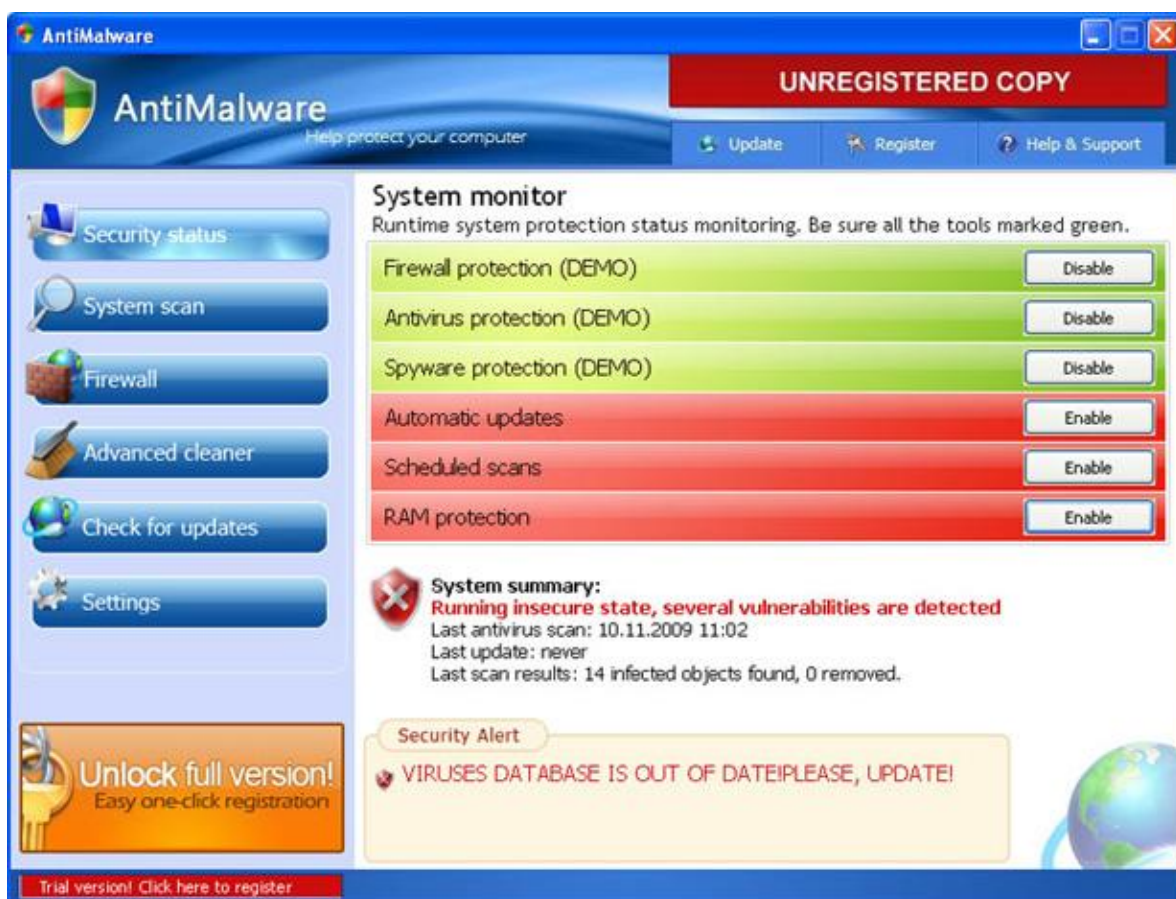 AntiMalware
AntiMalware
Help protect your computer
UNREGISTERED COPY
Update
Register
Help & Support
Security status
System scan
Firewall
Advanced cleaner
Check for updates
Settings
Unlock full version!
Easy one-click registration
Trial version! Click here to register
System monitor
Runtime system protection status monitoring. Be sure all the tools marked green.
Firewall protection (DEMO)
Disable
Antivirus protection (DEMO)
Disable
Spyware protection (DEMO)
Disable
Automatic updates
Enable
Scheduled scans
Enable
RAM protection
Enable
System summary:
Running insecure state, several vulnerabilities are detected
Last antivirus scan: 10.11.2009 11:02
Last update: never
Last scan results: 14 infected objects found, 0 removed.
Security Alert
VIRUSES DATABASE IS OUT OF DATE!PLEASE, UPDATE!